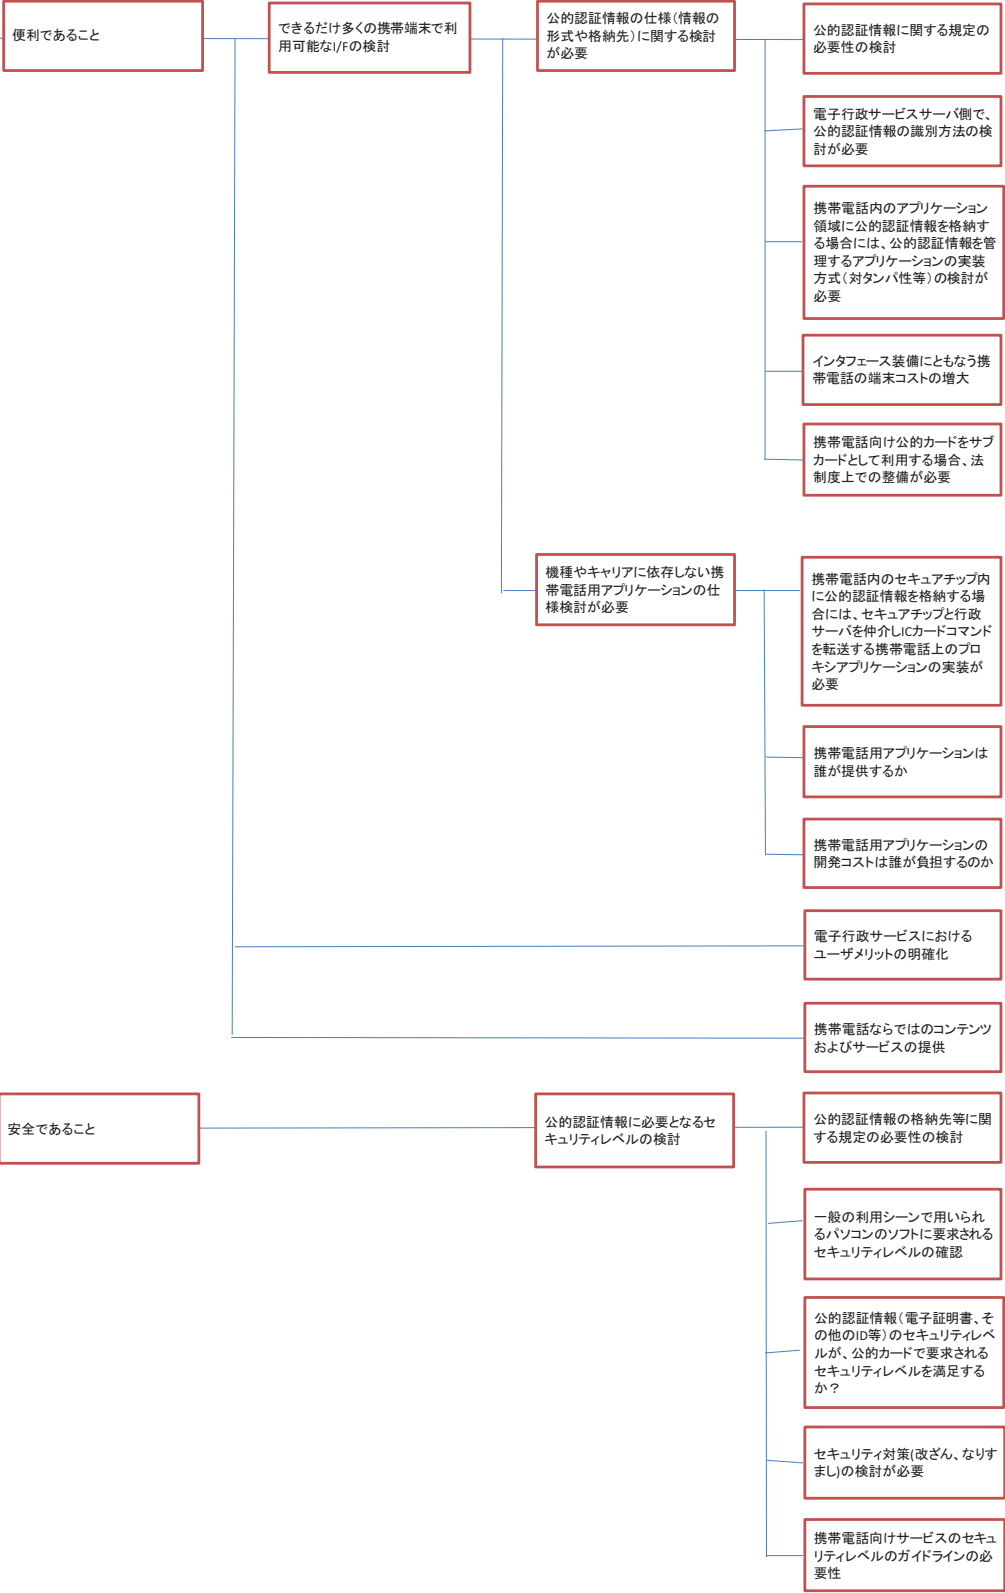 便利であること
できるだけ多くの携帯端末で利
用可能なI/Fの検討
公的認証情報の仕様（情報の
形式や格納先）に関する検討
が必要
公的認証情報に関する規定の
必要性の検討
電子行政サービスサーバ側で、
公的認証情報の識別方法の検
討が必要
携帯電話内のアプリケーション
領域に公的認証情報を格納す
る場合には、公的認証情報を管
理するアプリケーションの実装
方式（対タンパ性等）の検討が
必要
インタフェース装備にともなう携
帯電話の端末コストの増大
携帯電話向け公的カードをサブ
カードとして利用する場合、法
制度上での整備が必要
機種やキャリアに依存しない携
帯電話用アプリケーションの仕
様検討が必要
携帯電話内のセキュアチップ内
に公的認証情報を格納する場
合には、セキュアチップと行政
サーバを仲介しICカードコマンド
を転送する携帯電話上のプロ
キシアプリケーションの実装が
必要
携帯電話用アプリケーションは
誰が提供するか
携帯電話用アプリケーションの
開発コストは誰が負担するのか
電子行政サービスにおける
ユーザメリットの明確化
携帯電話ならではのコンテンツ
およびサービスの提供
安全であること
公的認証情報に必要となるセ
キュリティレベルの検討
公的認証情報の格納先等に関
する規定の必要性の検討
一般の利用シーンで用いられ
るパソコンのソフトに要求される
セキュリティレベルの確認
公的認証情報（電子証明書、そ
の他のID等）のセキュリティレベ
ルが、公的カードで要求される
セキュリティレベルを満足する
か？
セキュリティ対策(改ざん、なりす
まし)の検討が必要
携帯電話向けサービスのセキュ
リティレベルのガイドラインの必
要性